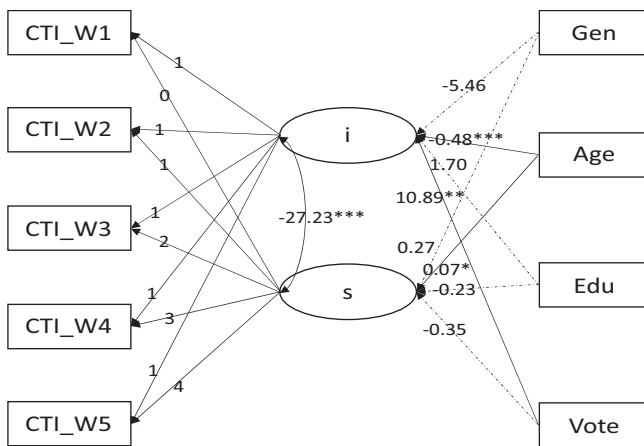 CTI_W1
CTI_W2
CTI_W3
CTI_W4
CTI_W5
1
0
1
1
1
2
1
3
1
4
i
s
-27.23***
-5.46
-0.48***
1.70
10.89**
0.27
0.07*
-0.23
-0.35
Gen
Age
Edu
Vote